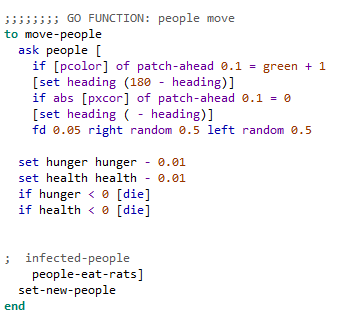 ;;;;;;;; GO FUNCTION: people move
to move-people
ask people [
if [pcolor] of patch-ahead 0.1 = green + 1
[set heading (180 - heading)]
if abs [pxcor] of patch-ahead 0.1 = 0
[set heading ( - heading)]
fd 0.05 right random 0.5 left random 0.5
set hunger hunger - 0.01
set health health - 0.01
if hunger < 0 [die]
if health < 0 [die]
; infected-people
people-eat-rats]
set-new-people
end